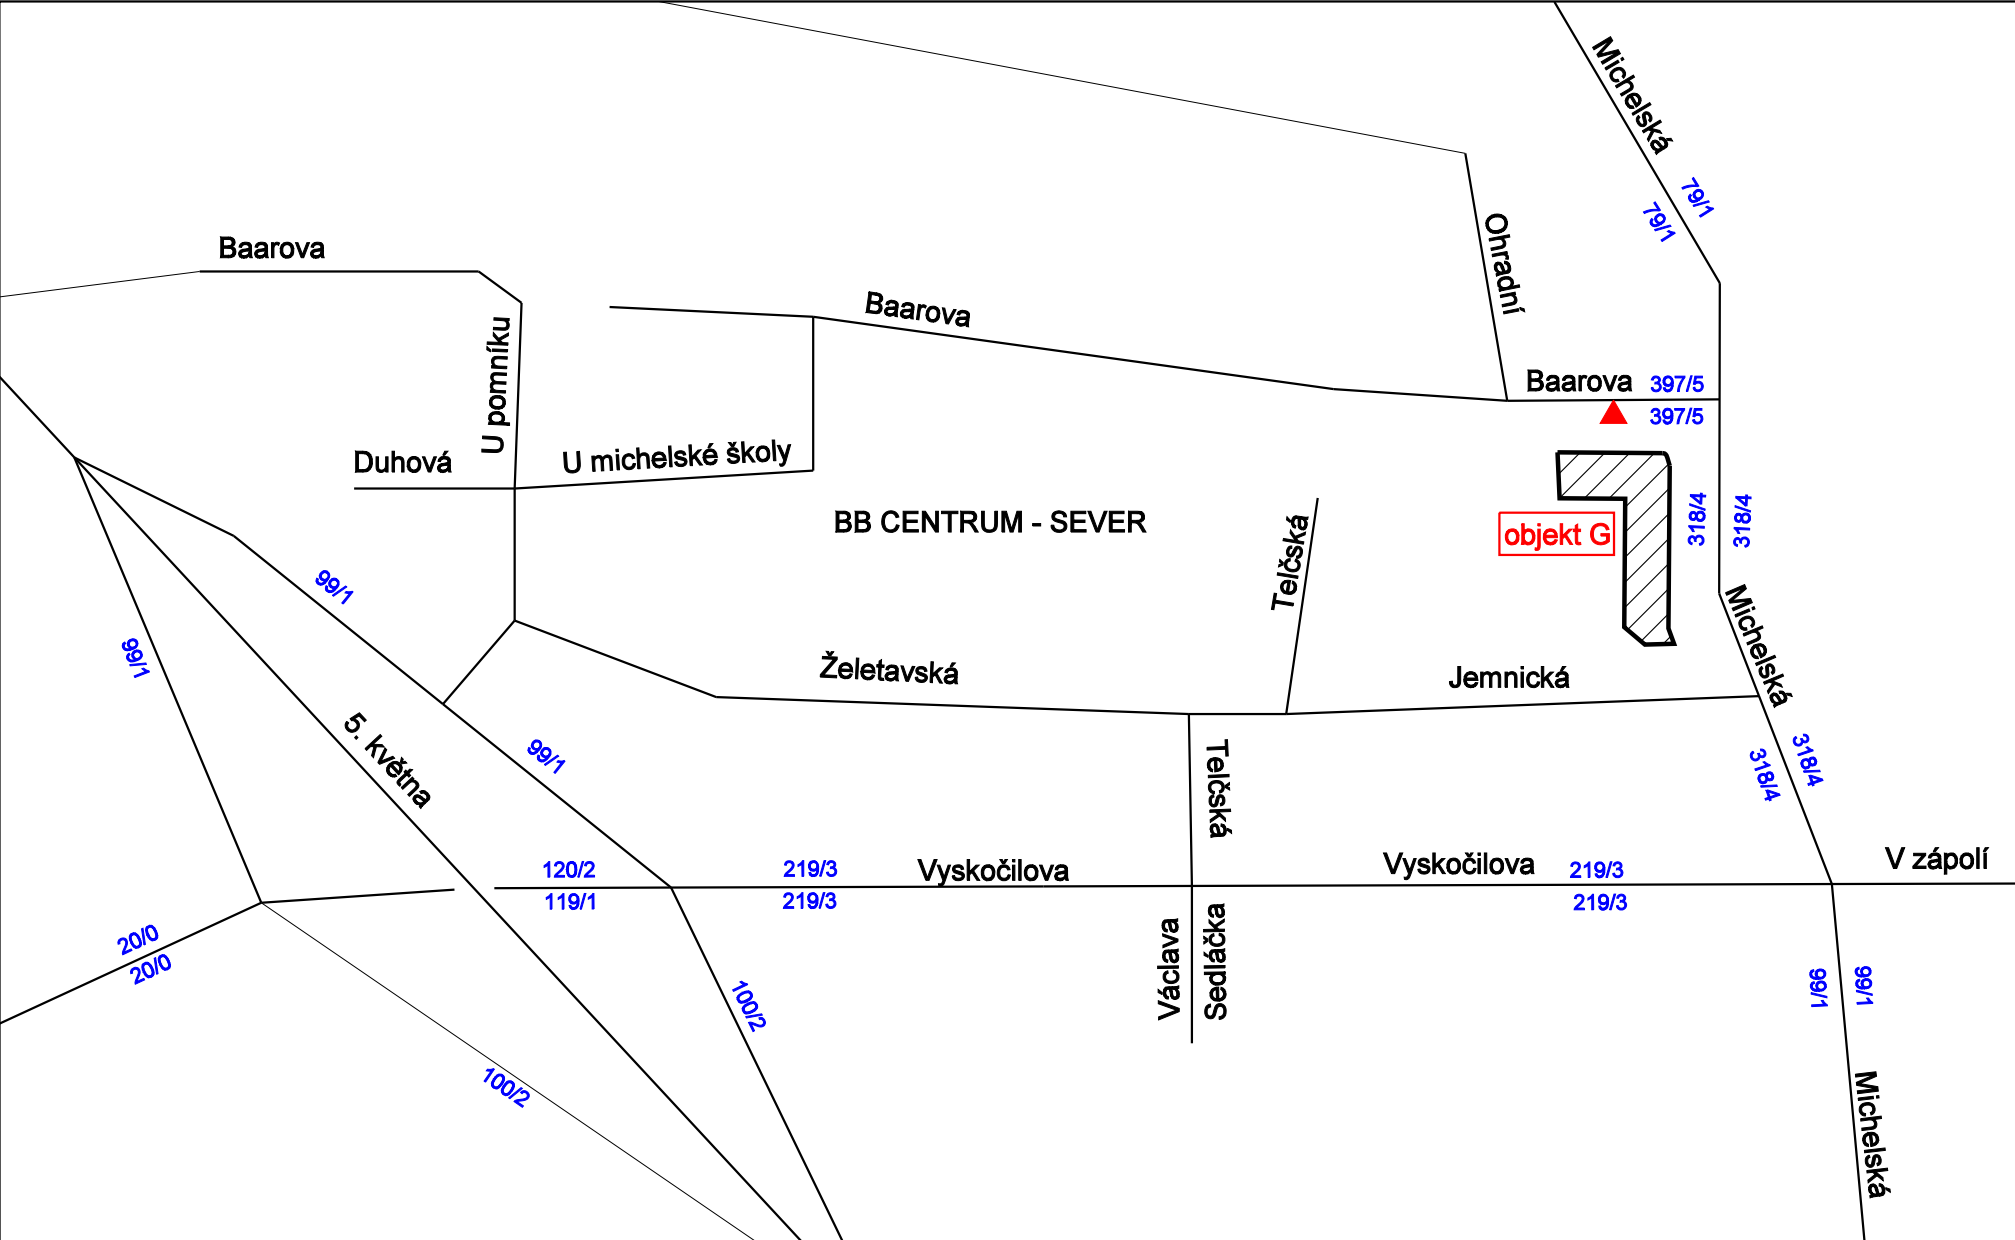 Michelská
79/1
79/1
Ohradní
Baarova
Baarova
U pomníku
Baarova
397/5
397/5
Duhová
U michelské školy
BB CENTRUM - SEVER
Telčská
objekt G
318/4
318/4
Michelská
99/1
99/1
Želetavská
Jemnická
5. května
99/1
Telčská
318/4
318/4
120/2
119/1
219/3
219/3
Vyskočilova
Vyskočilova
219/3
219/3
V zápolí
20/0
20/0
Václava
Sedláčka
100/2
100/2
99/1
99/1
Michelská